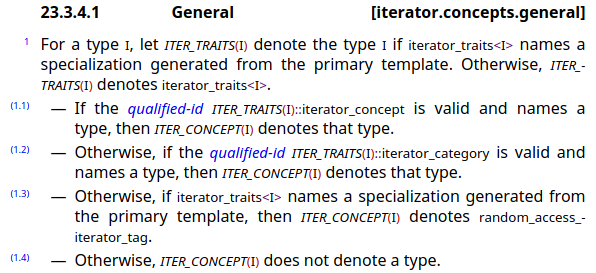 23.3.4.1 General [iterator.concepts.general]
1 For a type I, let ITER_TRAITS(I) denote the type I if iterator_traits<I> names a
specialization generated from the primary template. Otherwise, ITER_-
TRAITS(I) denotes iterator_traits<I>.
(1.1) — If the qualified-id ITER_TRAITS(I)::iterator_concept is valid and names a
type, then ITER_CONCEPT(I) denotes that type.
(1.2) — Otherwise, if the qualified-id ITER_TRAITS(I)::iterator_category is valid and
names a type, then ITER_CONCEPT(I) denotes that type.
(1.3) — Otherwise, if iterator_traits<I> names a specialization generated from
the primary template, then ITER_CONCEPT(I) denotes random_access_-
iterator_tag.
(1.4) — Otherwise, ITER_CONCEPT(I) does not denote a type.